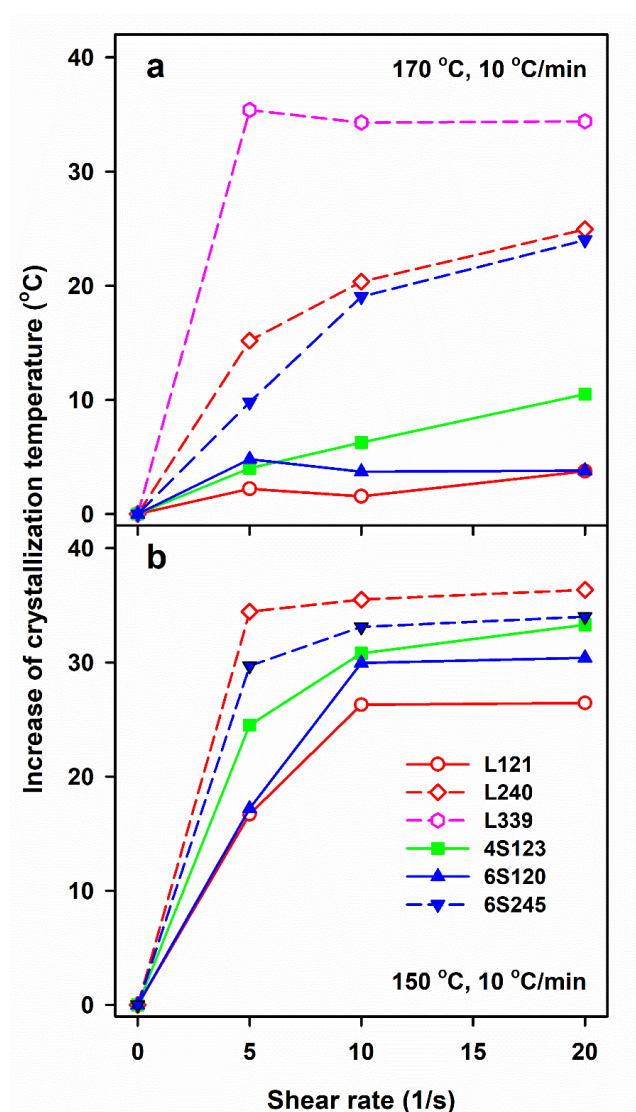 a
170 °C, 10 °C/min
40
30
20
10
0
Increase of crystallization temperature (°C)
b
40
30
20
10
0
L121
L240
L339
4S123
6S120
6S245
150 °C, 10 °C/min
0 5 10 15 20
Shear rate (1/s)